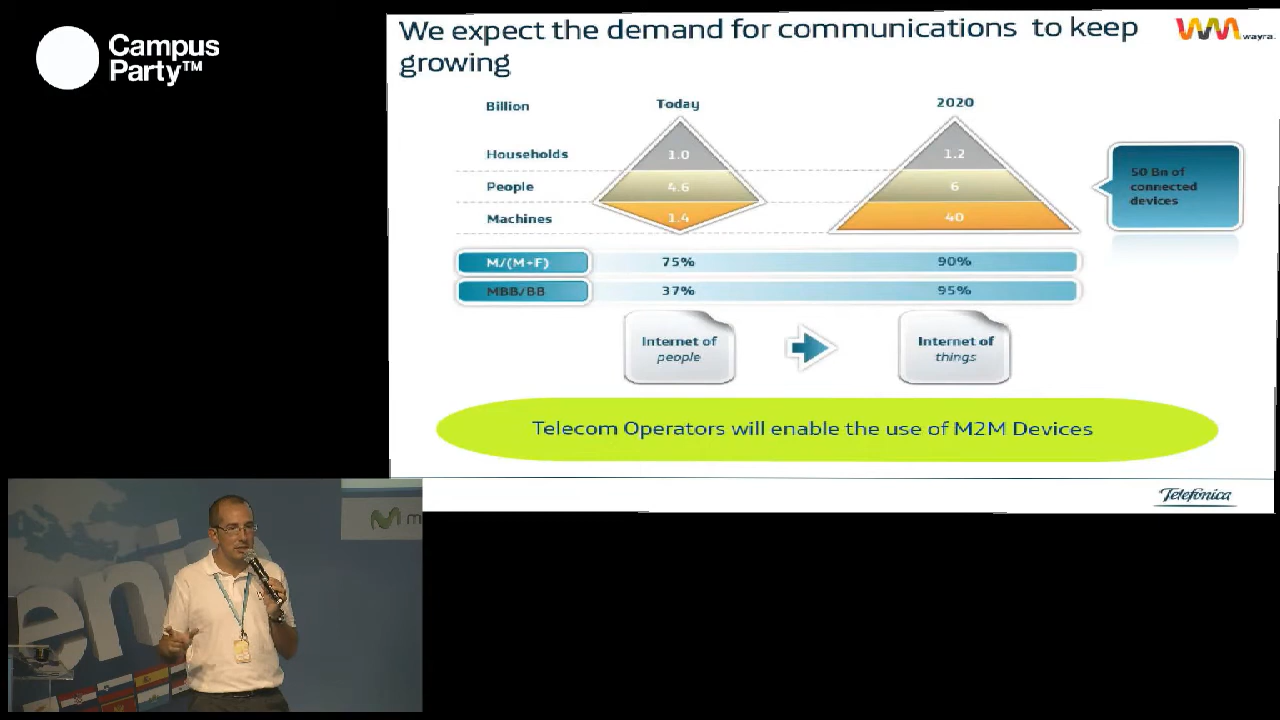 Campus
Party™
We expect the demand for communications to keep
growing
wayra.
Billion
Today
2020
Households
1.0
1.2
People
4.6
6
Machines
1.4
40
50 Bn of
connected
devices
M/(M+F)
75%
90%
MBB/BB
37%
95%
Internet of
people
Internet of
things
Telecom Operators will enable the use of M2M Devices
Telefónica
eni
m